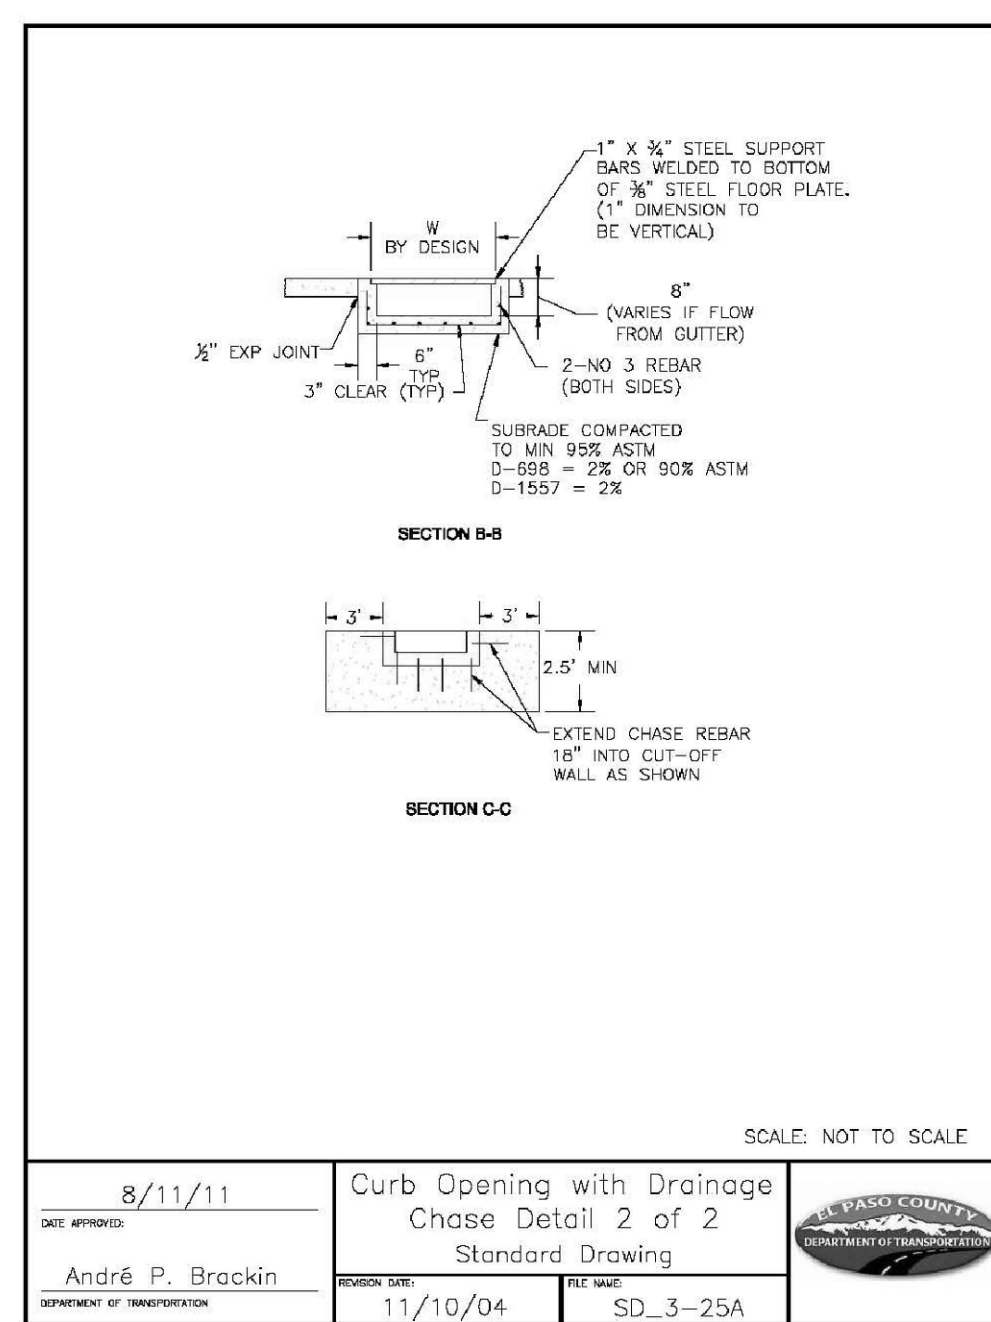 1" X ¾" STEEL SUPPORT
BARS WELDED TO BOTTOM
OF ⅜" STEEL FLOOR PLATE.
(1" DIMENSION TO
BE VERTICAL)
W
BY DESIGN
8"
(VARIES IF FLOW
FROM GUTTER)
½" EXP JOINT
6"
TYP
3" CLEAR (TYP)
2-NO 3 REBAR
(BOTH SIDES)
SUBRADE COMPACTED
TO MIN 95% ASTM
D-698 = 2% OR 90% ASTM
D-1557 = 2%
SECTION B-B
3'
3'
2.5' MIN
EXTEND CHASE REBAR
18" INTO CUT-OFF
WALL AS SHOWN
SECTION C-C
SCALE: NOT TO SCALE
8/11/11
DATE APPROVED:
André P. Brackin
DEPARTMENT OF TRANSPORTATION
Curb Opening with Drainage
Chase Detail 2 of 2
Standard Drawing
REVISION DATE:
11/10/04
FILE NAME:
SD_3-25A
EL PASO COUNTY
DEPARTMENT OF TRANSPORTATION